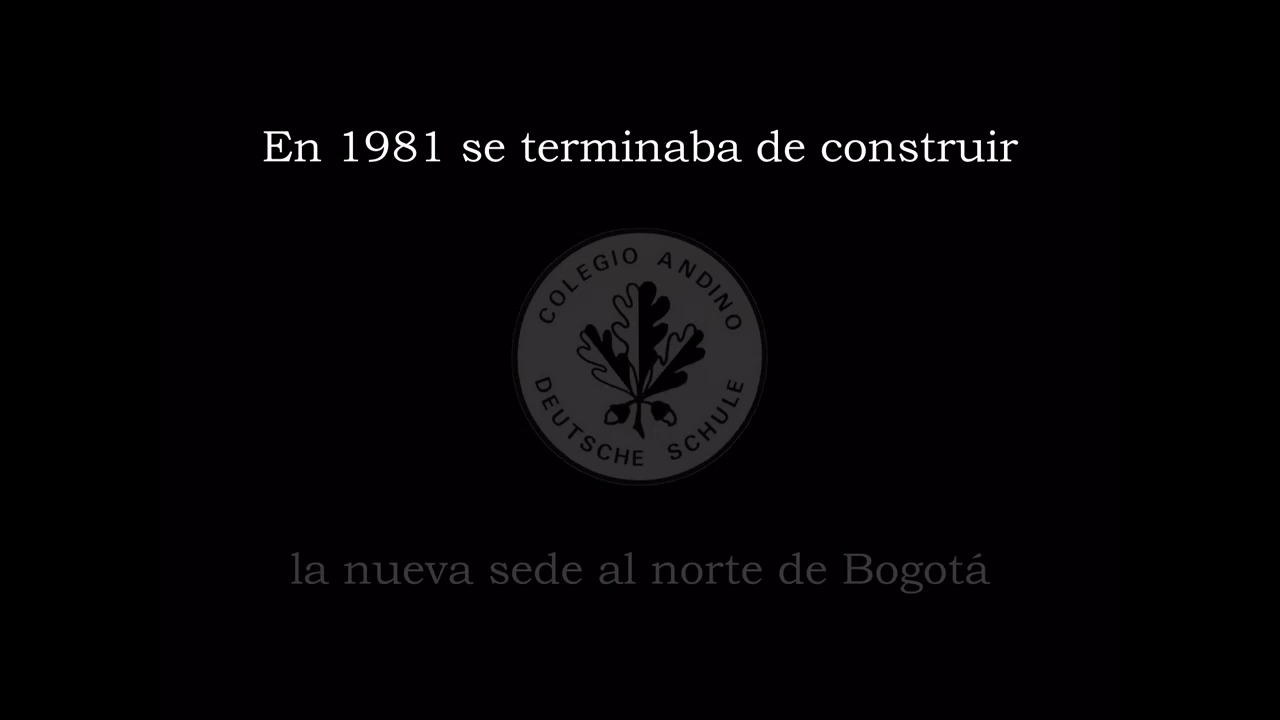 En 1981 se terminaba de construir
COLEGIO ANDINO
DEUTSCHE SCHULE
la nueva sede al norte de Bogotá